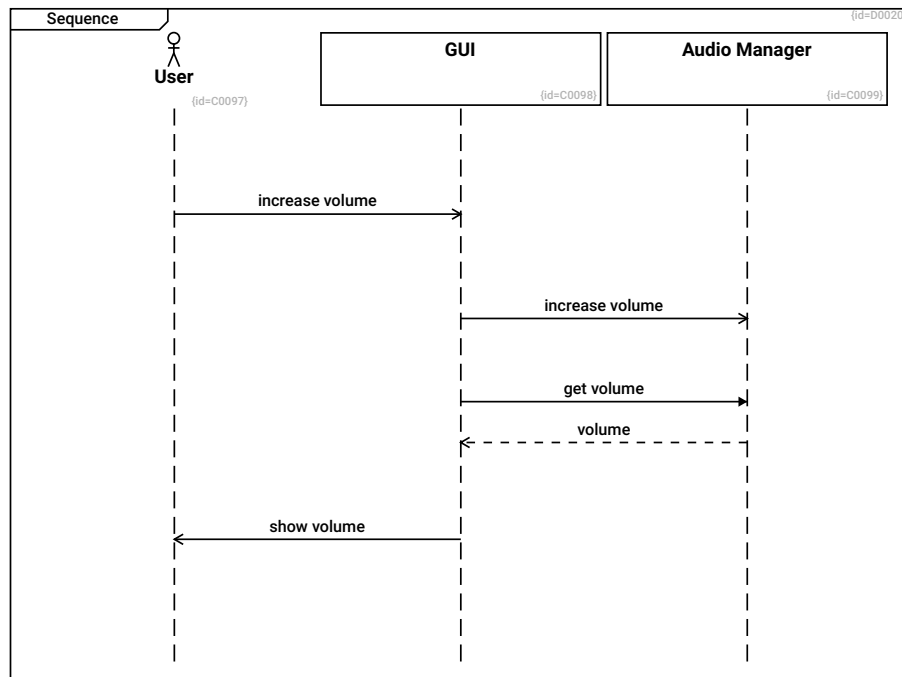 Sequence
{id=D0020
User
{id=C0097}
GUI
{id=C0098}
Audio Manager
{id=C0099}
increase volume
increase volume
get volume
volume
show volume